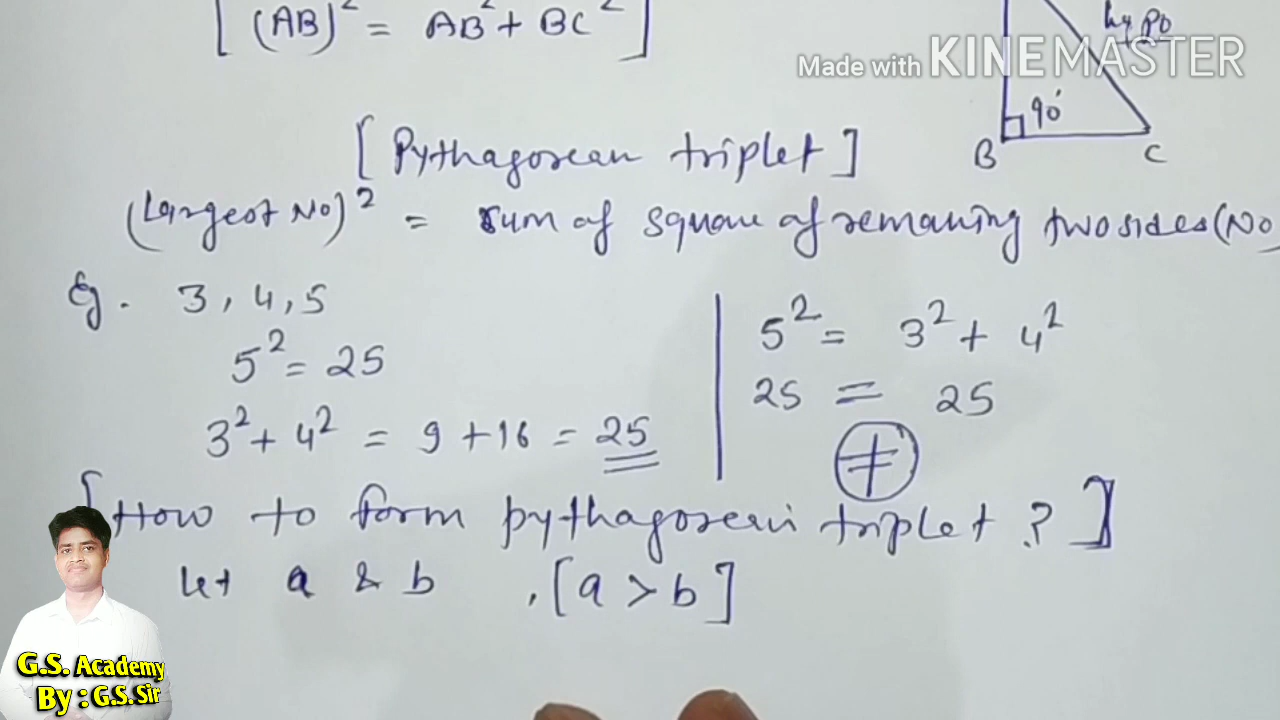 [(AB)² = AB² + BC²]
hypo
Made with KINEMASTER
90°
B
C
[Pythagorean triplet]
(Largest No)² = sum of square of remaning two sides (No
Eg. 3, 4, 5
5² = 25
3² + 4² = 9 + 16 = 25
5² = 3² + 4²
25 = 25
≠
[How to form pythagorean triplet ?]
let a & b , [a > b]
G.S. Academy
By : G.S. Sir